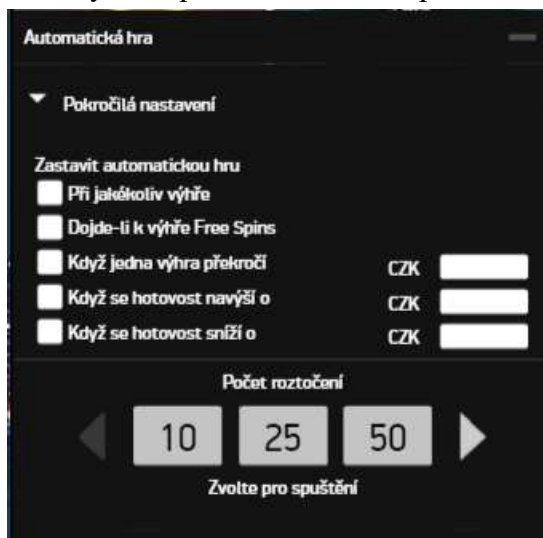 Automatická hra
Pokročilá nastavení
Zastavit automatickou hru
Při jakékoliv výhře
Dojde-li k výhře Free Spins
Když jedna výhra překročí CZK
Když se hotovost navýší o CZK
Když se hotovost sníží o CZK
Počet roztočení
10 25 50
Zvolte pro spuštění